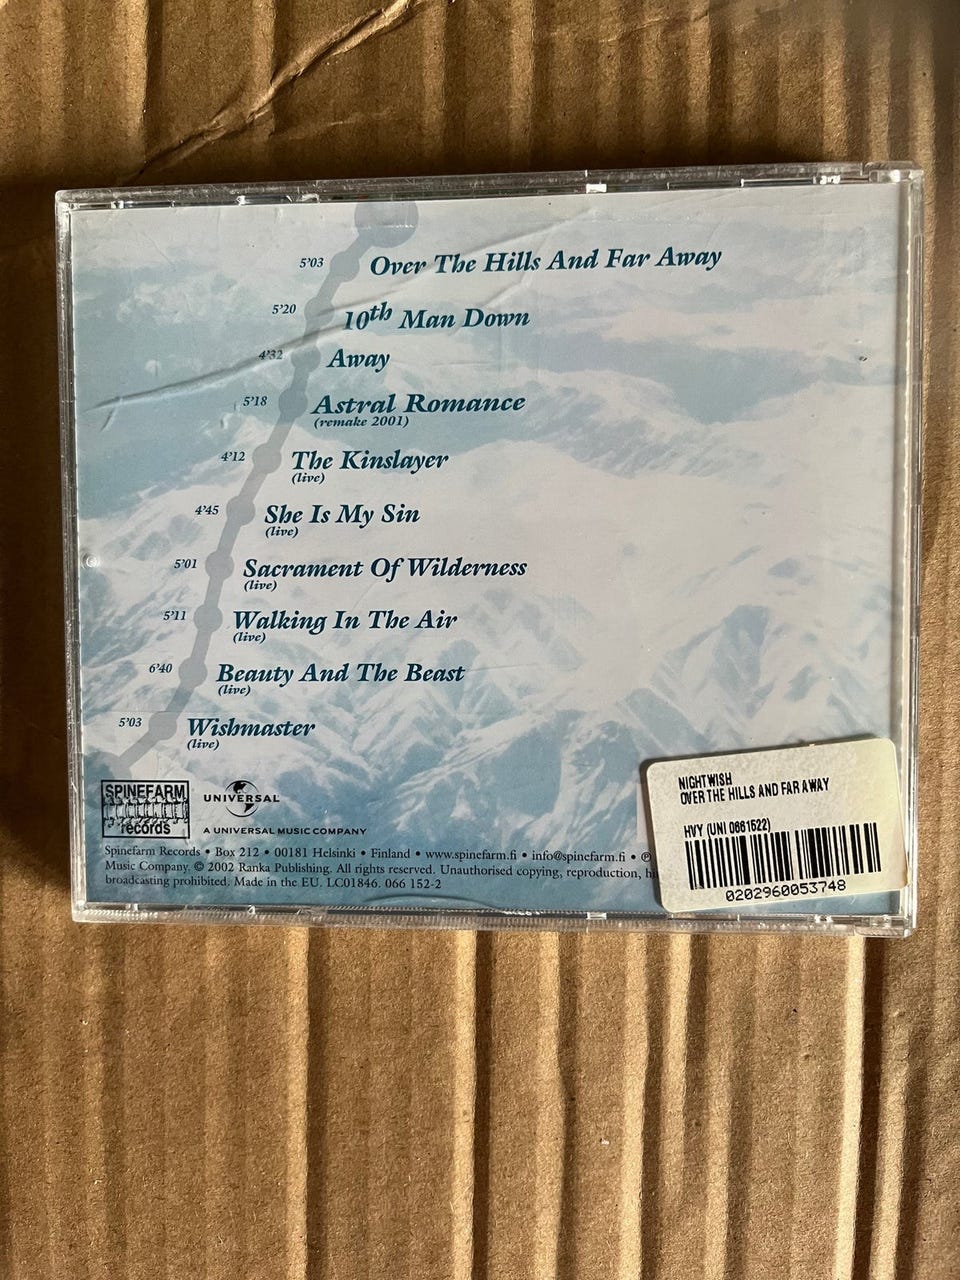 5'03 Over The Hills And Far Away
5'20 10th Man Down
4'32 Away
5'18 Astral Romance
(remake 2001)
4'12 The Kinslayer
(live)
4'45 She Is My Sin
(live)
5'01 Sacrament Of Wilderness
(live)
5'11 Walking In The Air
(live)
6'40 Beauty And The Beast
(live)
5'03 Wishmaster
(live)
SPINEFARM
records
UNIVERSAL
A UNIVERSAL MUSIC COMPANY
Spinefarm Records • Box 212 • 00181 Helsinki • Finland • www.spinefarm.fi • info@spinefarm.fi • ℗
Music Company. © 2002 Ranka Publishing. All rights reserved. Unauthorised copying, reproduction,
broadcasting prohibited. Made in the EU. LC01846. 066 152-2
NIGHTWISH
OVER THE HILLS AND FAR AWAY
HVY (UNI 0661522)
0202960053748